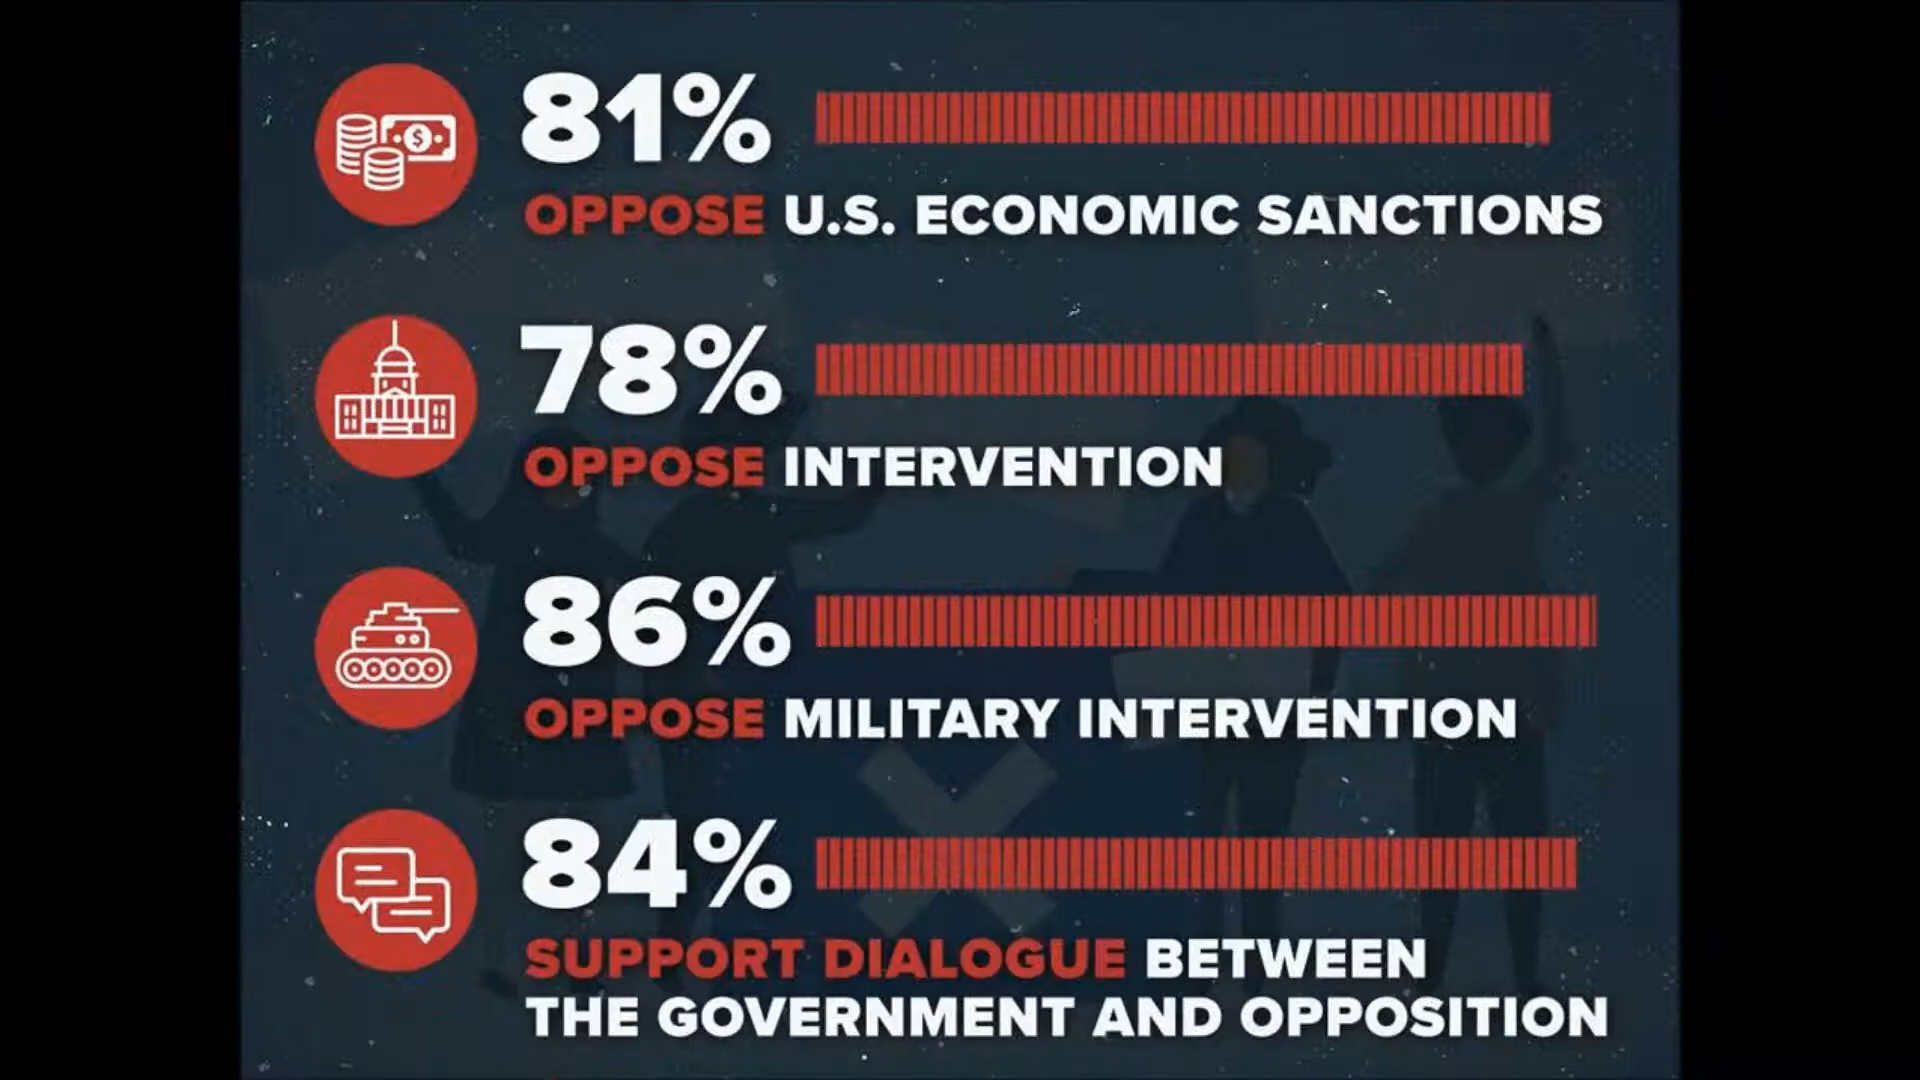 81%
OPPOSE U.S. ECONOMIC SANCTIONS
78%
OPPOSE INTERVENTION
86%
OPPOSE MILITARY INTERVENTION
84%
SUPPORT DIALOGUE BETWEEN
THE GOVERNMENT AND OPPOSITION